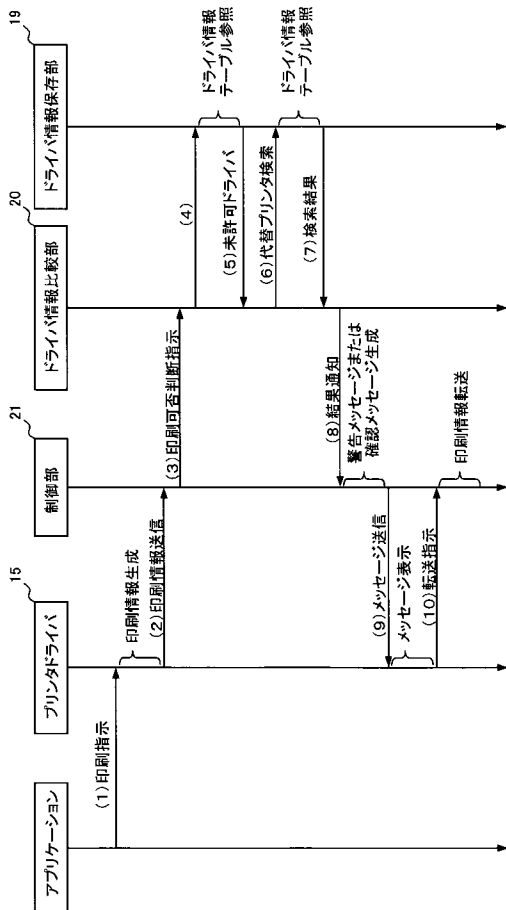 アプリケーション
プリンタドライバ
15
制御部
21
ドライバ情報比較部
20
ドライバ情報保存部
19
(1)印刷指示
印刷情報生成
(2)印刷情報送信
(3)印刷可否判断指示
(4)
ドライバ情報
テーブル参照
(5)未許可ドライバ
(6)代替プリンタ検索
ドライバ情報
テーブル参照
(7)検索結果
(8)結果通知
警告メッセージまたは
確認メッセージ生成
(9)メッセージ送信
メッセージ表示
(10)転送指示
印刷情報転送